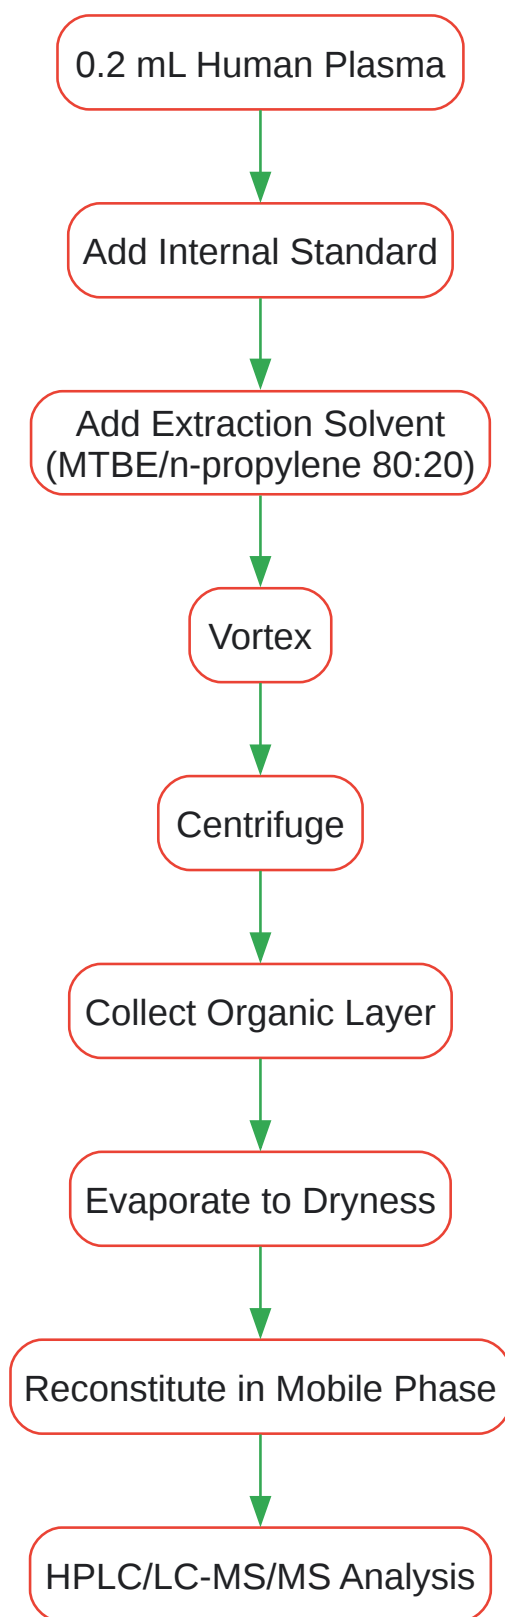 0.2 mL Human Plasma
Add Internal Standard
Add Extraction Solvent
(MTBE/n-propylene 80:20)
Vortex
Centrifuge
Collect Organic Layer
Evaporate to Dryness
Reconstitute in Mobile Phase
HPLC/LC-MS/MS Analysis